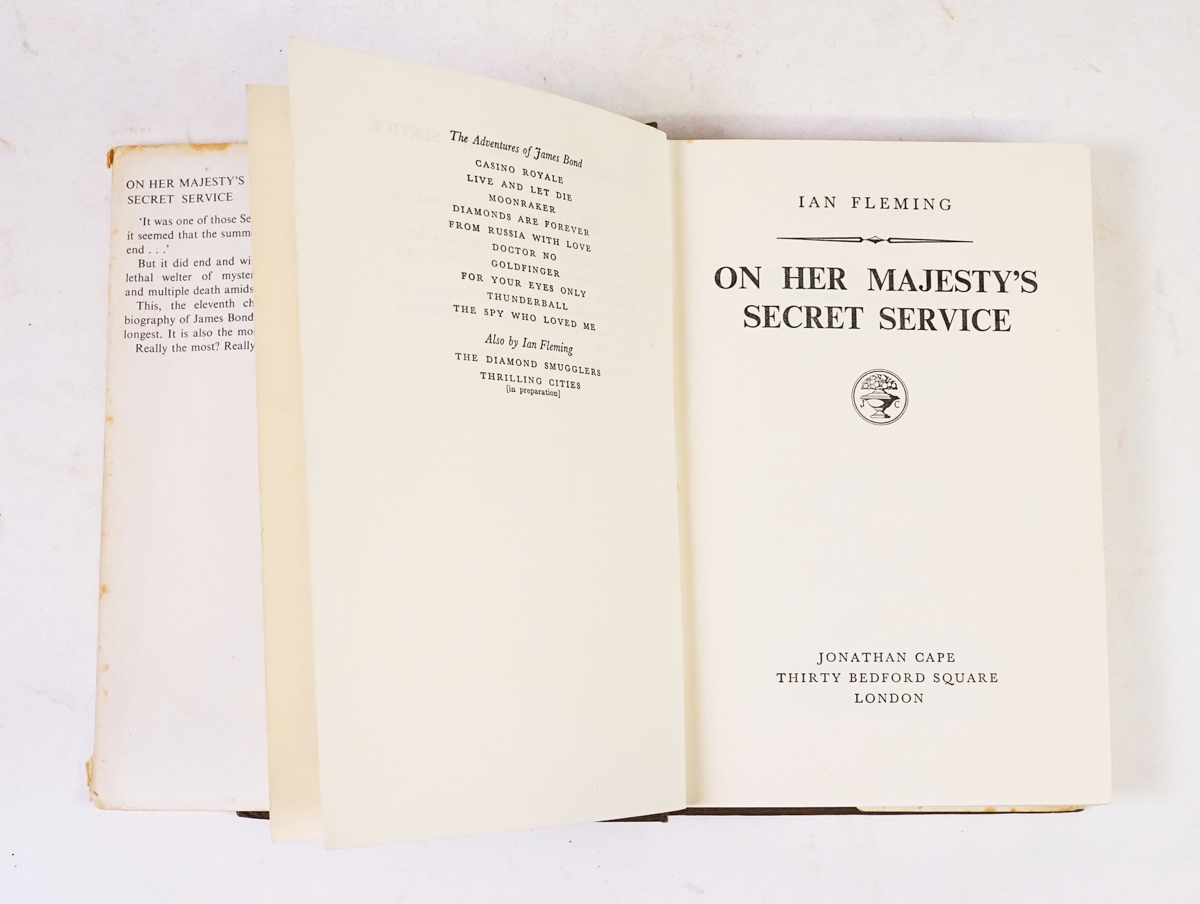 ON HER MAJESTY'S
SECRET SERVICE
'It was one of those Se
it seemed that the summ
end . . .'
But it did end and wi
lethal welter of myste
and multiple death amids
This, the eleventh ch
biography of James Bond
longest. It is also the mo
Really the most? Really
The Adventures of James Bond
CASINO ROYALE
LIVE AND LET DIE
MOONRAKER
DIAMONDS ARE FOREVER
FROM RUSSIA WITH LOVE
DOCTOR NO
GOLDFINGER
FOR YOUR EYES ONLY
THUNDERBALL
THE SPY WHO LOVED ME
Also by Ian Fleming
THE DIAMOND SMUGGLERS
THRILLING CITIES
[in preparation]
IAN FLEMING
ON HER MAJESTY'S
SECRET SERVICE
J C
JONATHAN CAPE
THIRTY BEDFORD SQUARE
LONDON